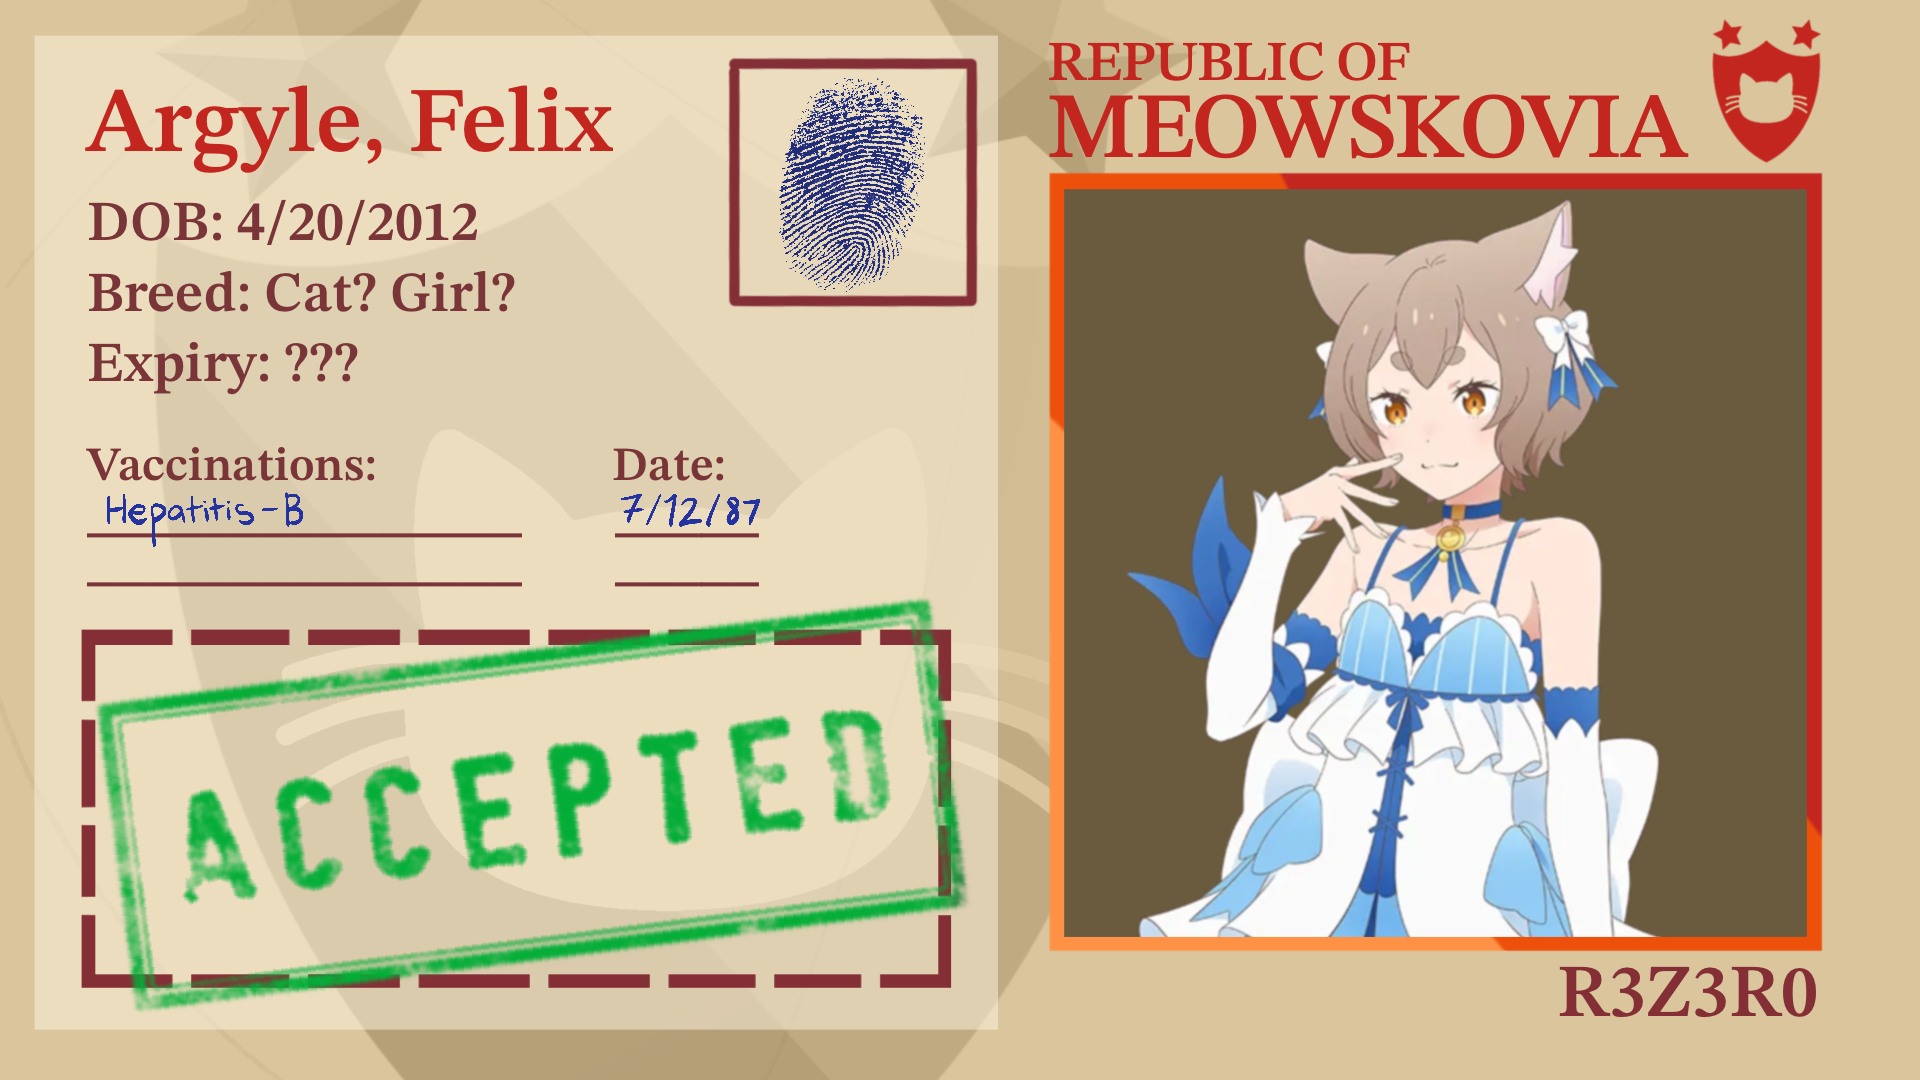 Argyle, Felix
DOB: 4/20/2012
Breed: Cat? Girl?
Expiry: ???
Vaccinations: Date:
Hepatitis-B 7/12/87
ACCEPTED
REPUBLIC OF
MEOWSKOVIA
R3Z3R0